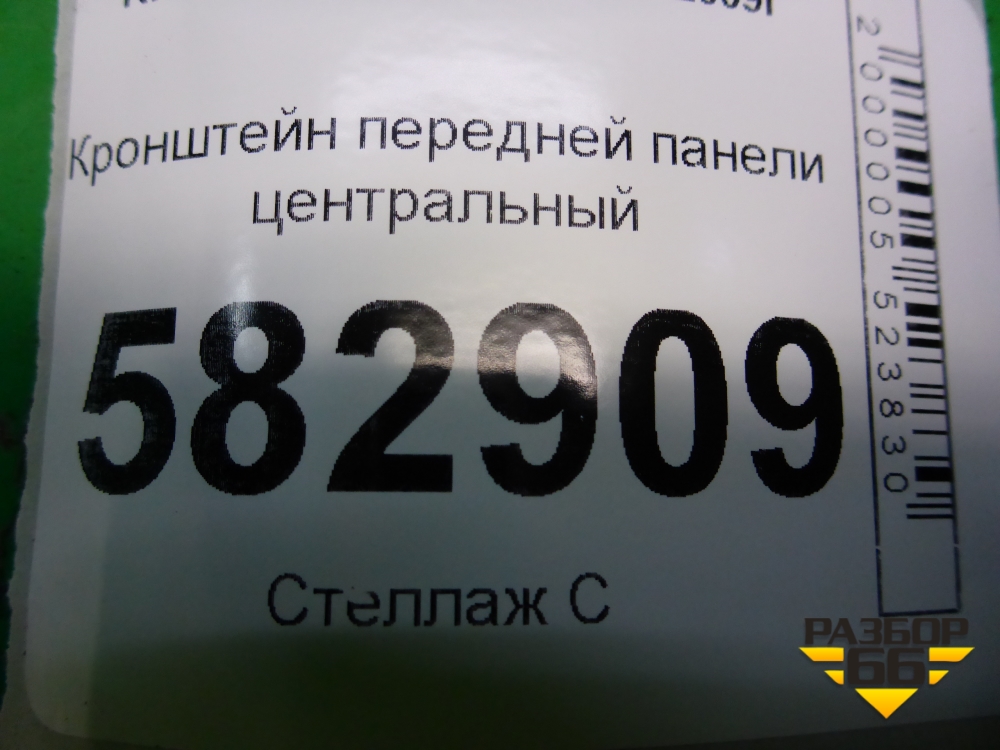 Кронштейн передней панели
центральный
582909
Стеллаж С
2000005523830
РАЗБОР
66